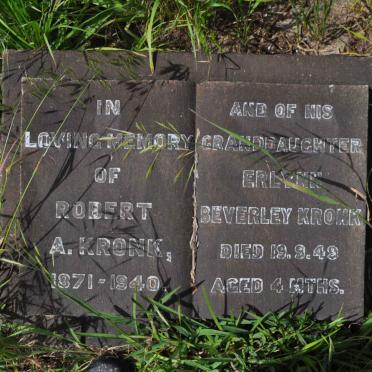 IN
LOVING MEMORY
OF
ROBERT
A. KRONK,
1871-1940.
AND OF HIS
GRANDDAUGHTER
BEVERLEY KRONK
DIED 19.9.49
AGED 4 MTHS.